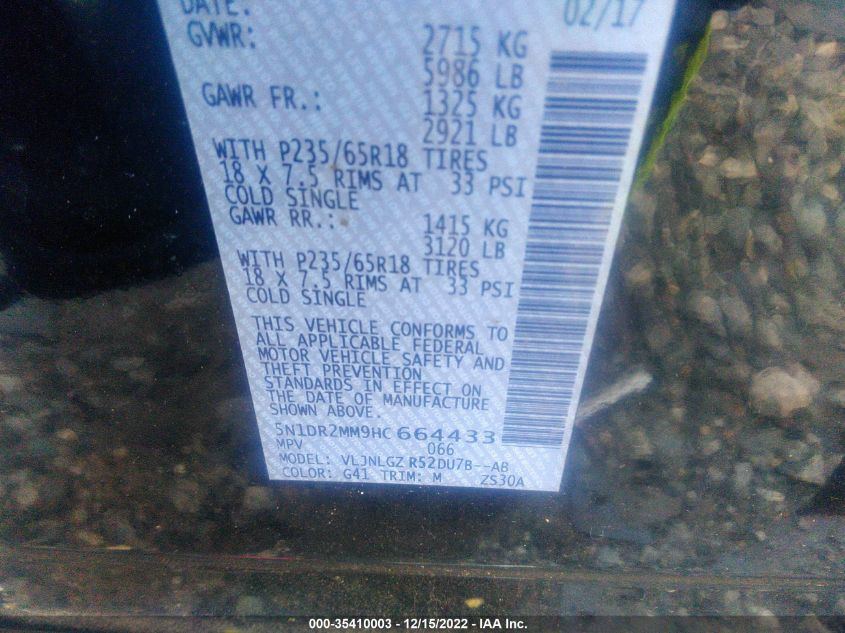 DATE: 02/17
GVWR: 2715 KG
5986 LB
GAWR FR.: 1325 KG
2921 LB
WITH P235/65R18 TIRES
18 X 7.5 RIMS AT 33 PSI
COLD SINGLE
GAWR RR.: 1415 KG
3120 LB
WITH P235/65R18 TIRES
18 X 7.5 RIMS AT 33 PSI
COLD SINGLE
THIS VEHICLE CONFORMS TO
ALL APPLICABLE FEDERAL
MOTOR VEHICLE SAFETY AND
THEFT PREVENTION
STANDARDS IN EFFECT ON
THE DATE OF MANUFACTURE
SHOWN ABOVE.
5N1DR2MM9HC 664433
066
MPV
MODEL: VLJNLGZ R52DU7B--AB
COLOR: G41 TRIM: M ZS30A
000-35410003 - 12/15/2022 - IAA Inc.